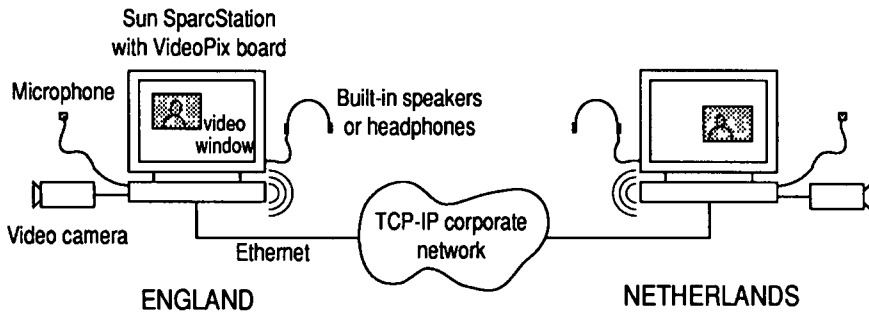 Sun SparcStation
with VideoPix board
Microphone
video
window
Built-in speakers
or headphones
Video camera
Ethernet
TCP-IP corporate
network
ENGLAND
NETHERLANDS